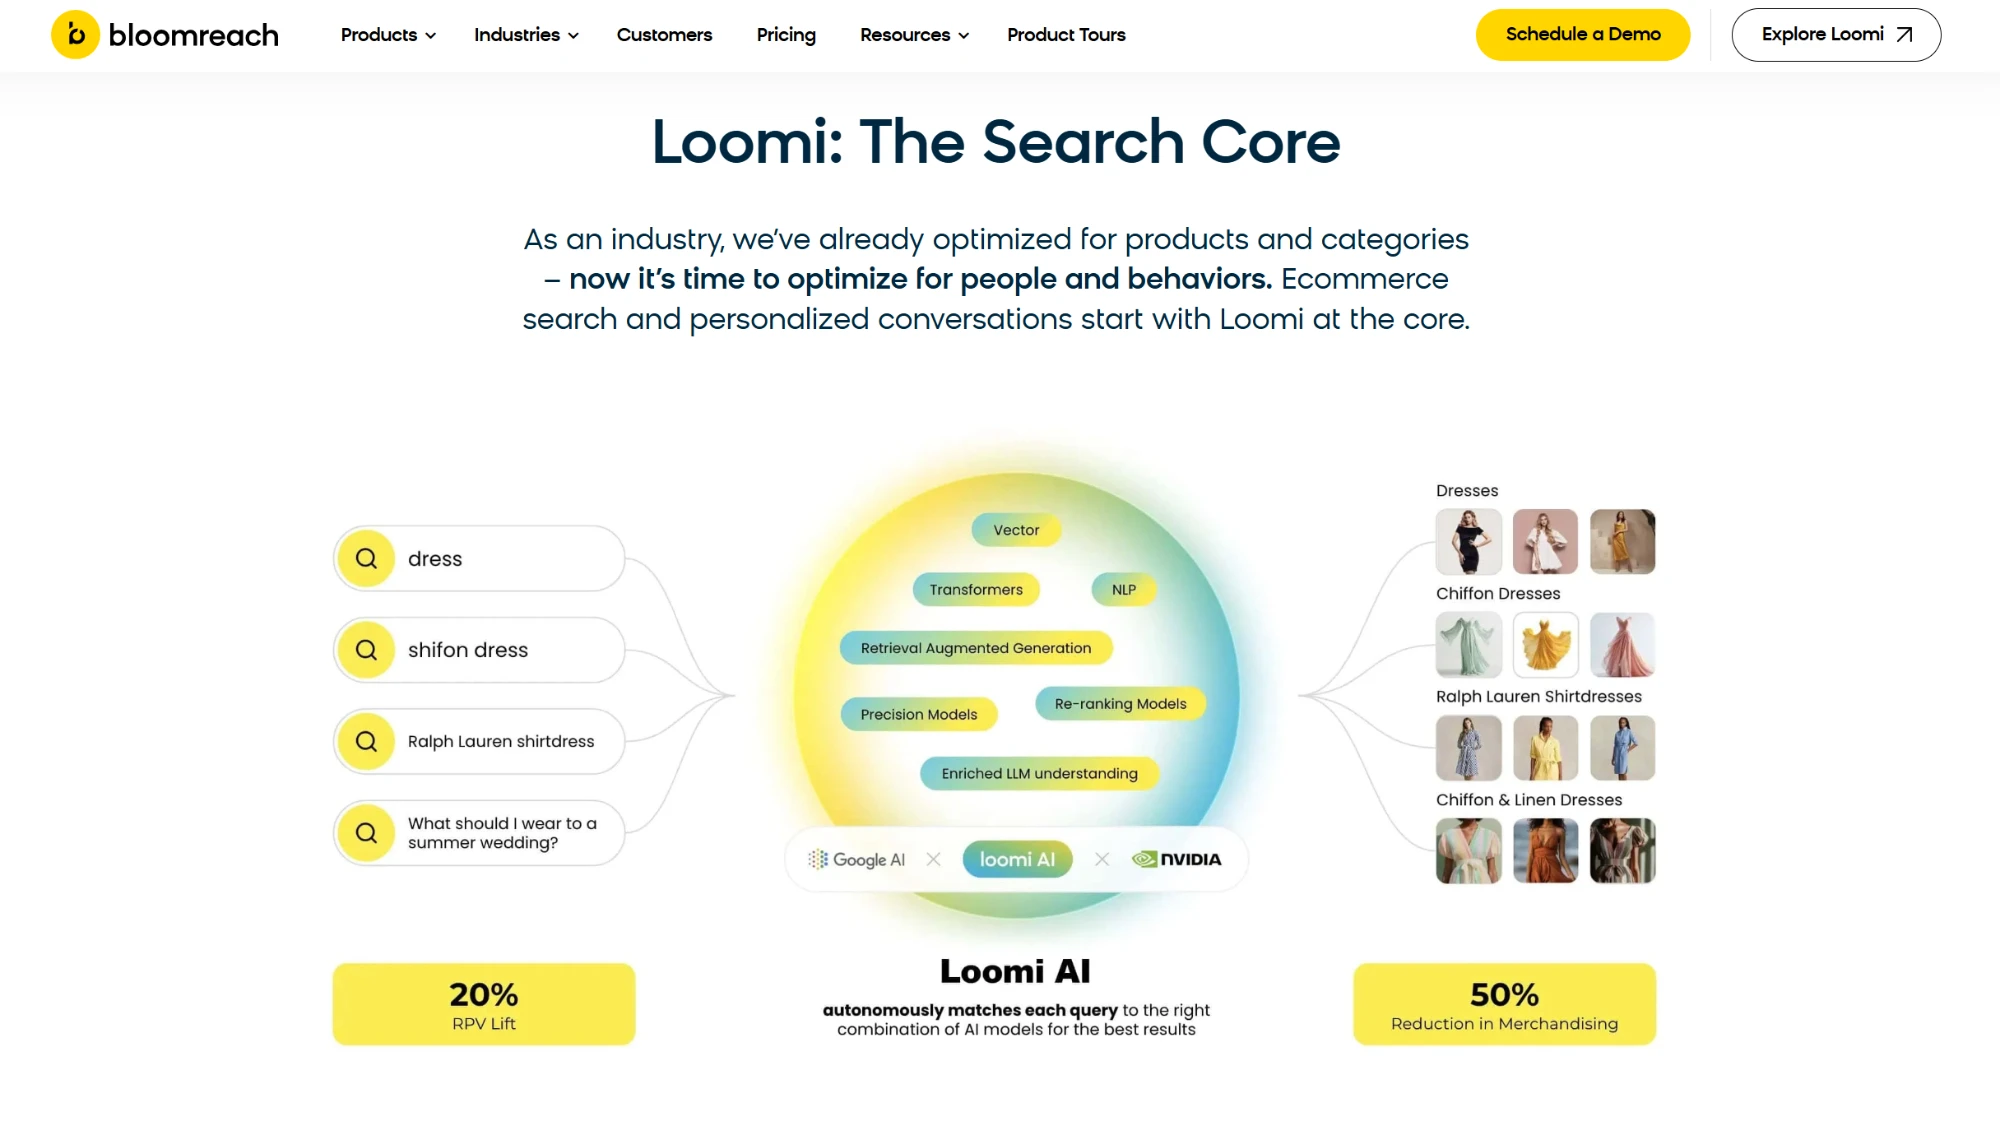 bloomreach
Products
Industries
Customers
Pricing
Resources
Product Tours
Schedule a Demo
Explore Loomi
Loomi: The Search Core
As an industry, we've already optimized for products and categories
– now it's time to optimize for people and behaviors. Ecommerce
search and personalized conversations start with Loomi at the core.
dress
shifon dress
Ralph Lauren shirtdress
What should I wear to a
summer wedding?
Vector
Transformers
NLP
Retrieval Augmented Generation
Precision Models
Re-ranking Models
Enriched LLM understanding
Google AI
loomi AI
NVIDIA
Dresses
Chiffon Dresses
Ralph Lauren Shirtdresses
Chiffon & Linen Dresses
20%
RPV Lift
Loomi AI
autonomously matches each query to the right
combination of AI models for the best results
50%
Reduction in Merchandising